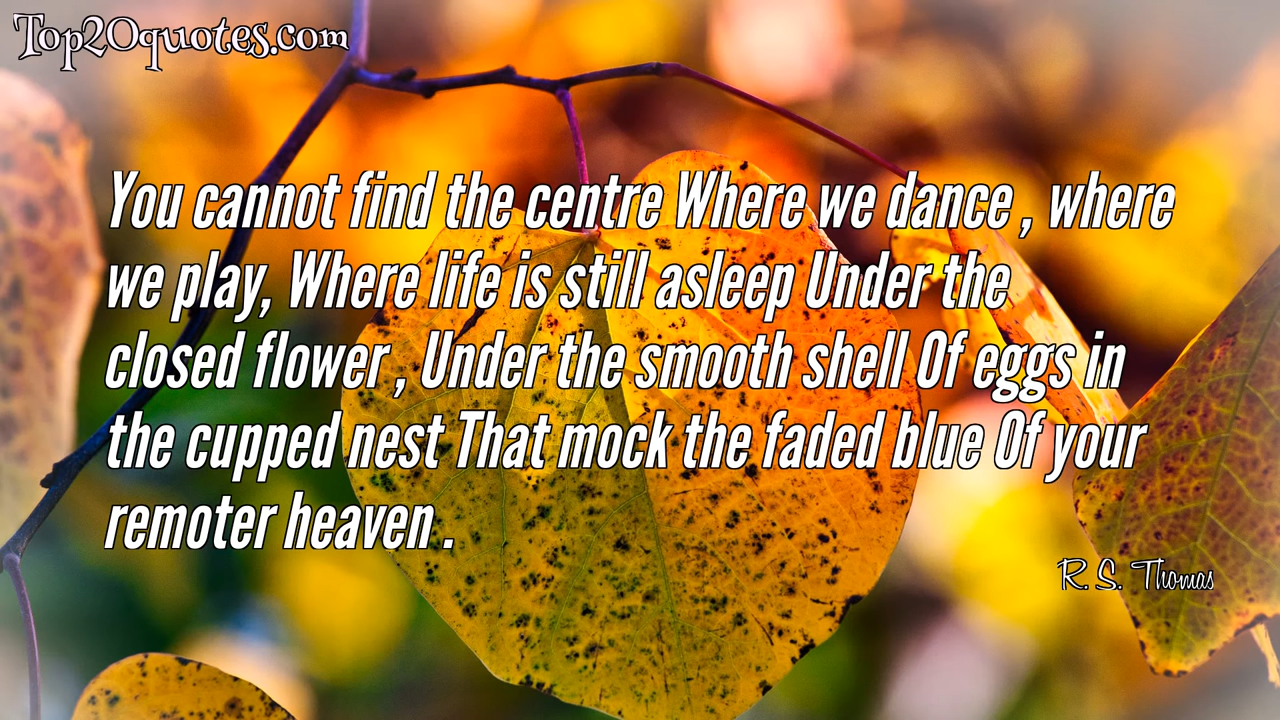 Top20quotes.com
You cannot find the centre Where we dance , where
we play, Where life is still asleep Under the
closed flower , Under the smooth shell Of eggs in
the cupped nest That mock the faded blue Of your
remoter heaven .
R. S. Thomas